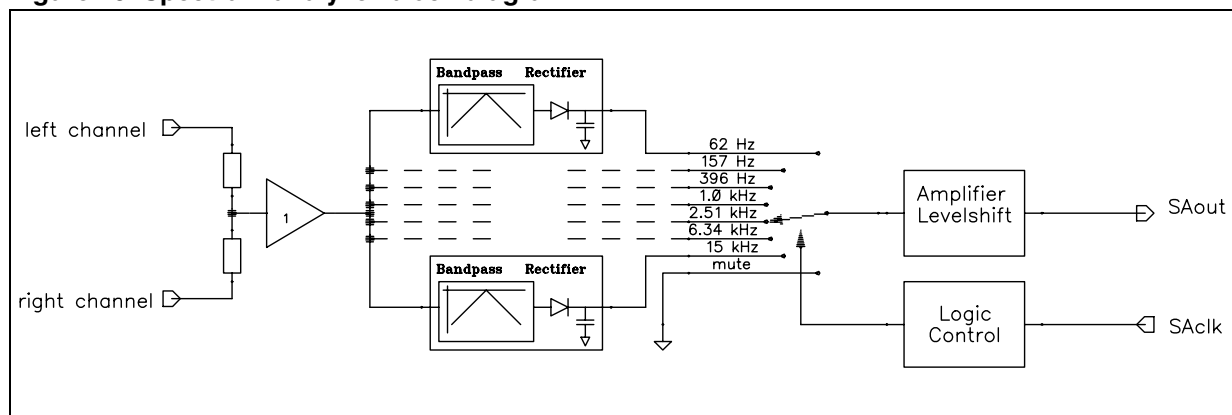 Bandpass Rectifier
left channel
62 Hz
157 Hz
396 Hz
1.0 kHz
2.51 kHz
6.34 kHz
15 kHz
mute
1
Amplifier
Levelshift
SAout
Bandpass Rectifier
right channel
Logic
Control
SAclk